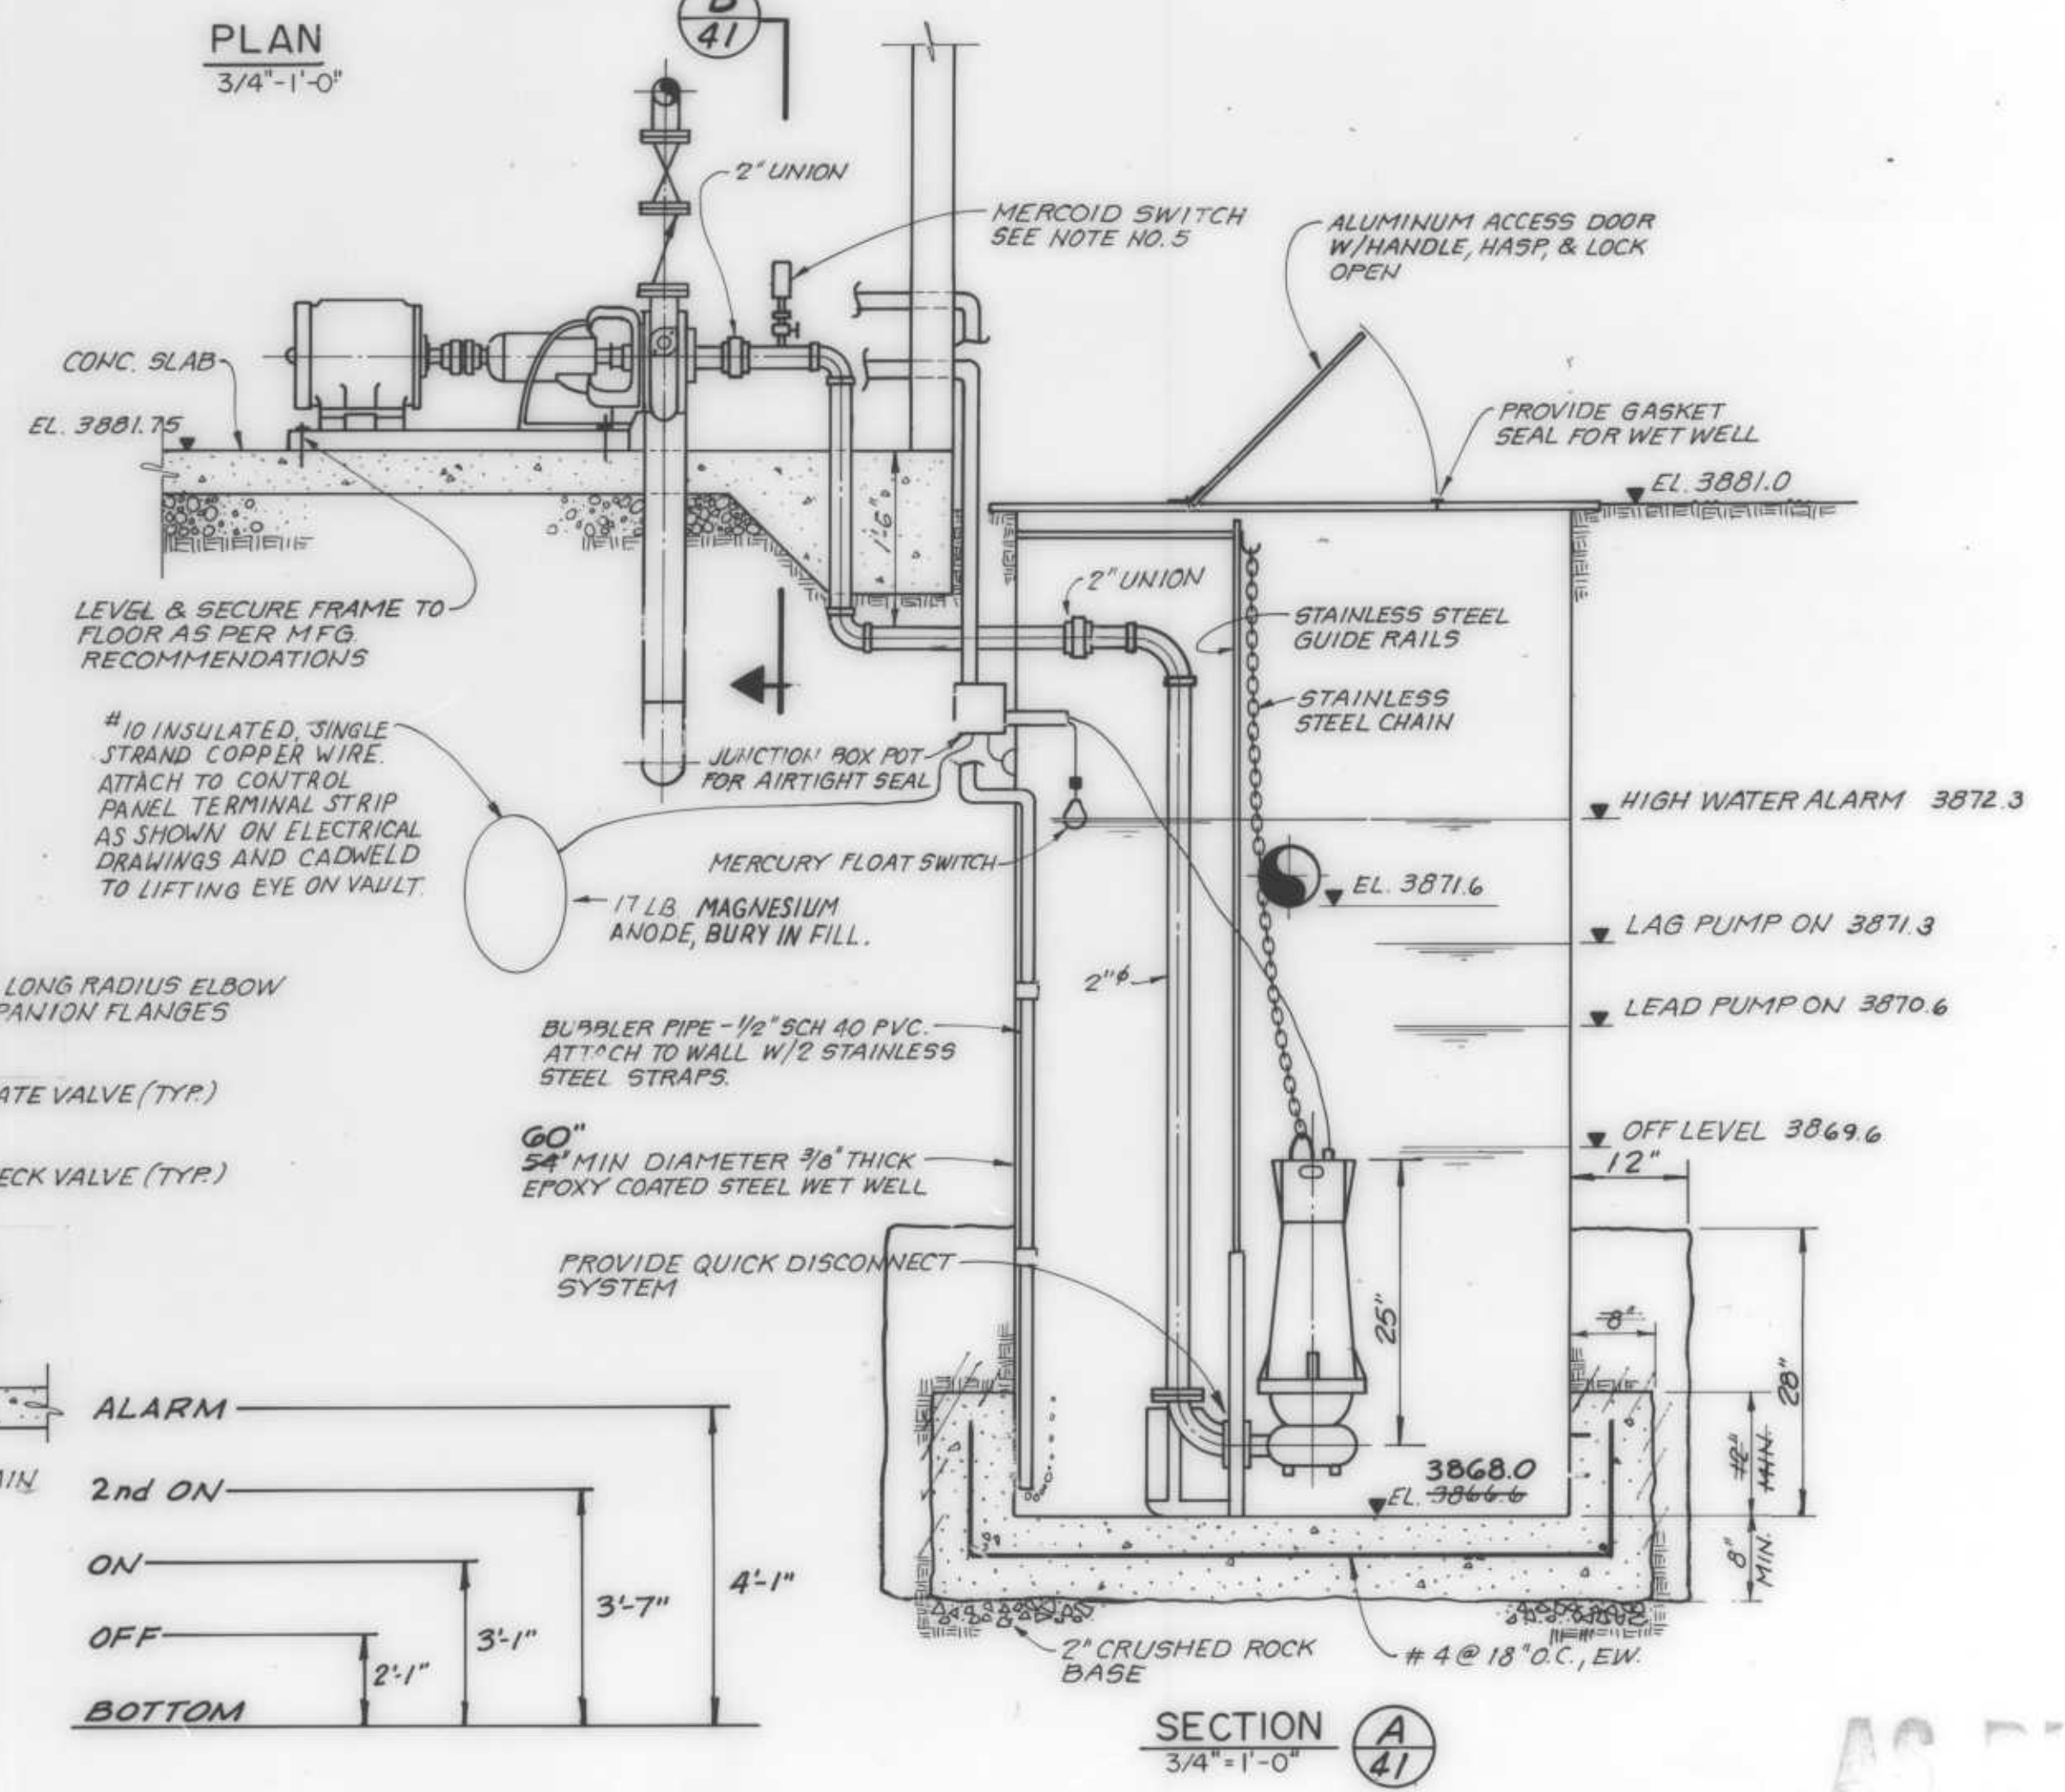 PLAN
3/4"-1'-0"
41
2" UNION
MERCOID SWITCH
SEE NOTE NO. 5
ALUMINUM ACCESS DOOR
W/HANDLE, HASP, & LOCK
OPEN
CONC. SLAB
EL. 3881.75
PROVIDE GASKET
SEAL FOR WET WELL
EL. 3881.0
1'-6"
2" UNION
LEVEL & SECURE FRAME TO
FLOOR AS PER MFG.
RECOMMENDATIONS
STAINLESS STEEL
GUIDE RAILS
STAINLESS
STEEL CHAIN
#10 INSULATED, SINGLE
STRAND COPPER WIRE.
ATTACH TO CONTROL
PANEL TERMINAL STRIP
AS SHOWN ON ELECTRICAL
DRAWINGS AND CADWELD
TO LIFTING EYE ON VAULT.
JUNCTION BOX POT
FOR AIRTIGHT SEAL
HIGH WATER ALARM 3872.3
MERCURY FLOAT SWITCH
EL. 3871.6
17 LB. MAGNESIUM
ANODE, BURY IN FILL.
LAG PUMP ON 3871.3
2"ø
LONG RADIUS ELBOW
PANION FLANGES
LEAD PUMP ON 3870.6
BUBBLER PIPE - 1/2" SCH 40 PVC.
ATTACH TO WALL W/2 STAINLESS
STEEL STRAPS.
ATE VALVE (TYP.)
OFF LEVEL 3869.6
12"
60"
54" MIN DIAMETER 3/8" THICK
EPOXY COATED STEEL WET WELL
ECK VALVE (TYP.)
PROVIDE QUICK DISCONNECT
SYSTEM
25"
8"
28"
12"
MIN.
8"
MIN.
3868.0
EL. 3866.6
ALARM
2nd ON
ON
OFF
BOTTOM
2'-1"
3'-1"
3'-7"
4'-1"
AIN
2" CRUSHED ROCK
BASE
#4 @ 18" O.C., EW.
SECTION
3/4" = 1'-0"
A
41
AS